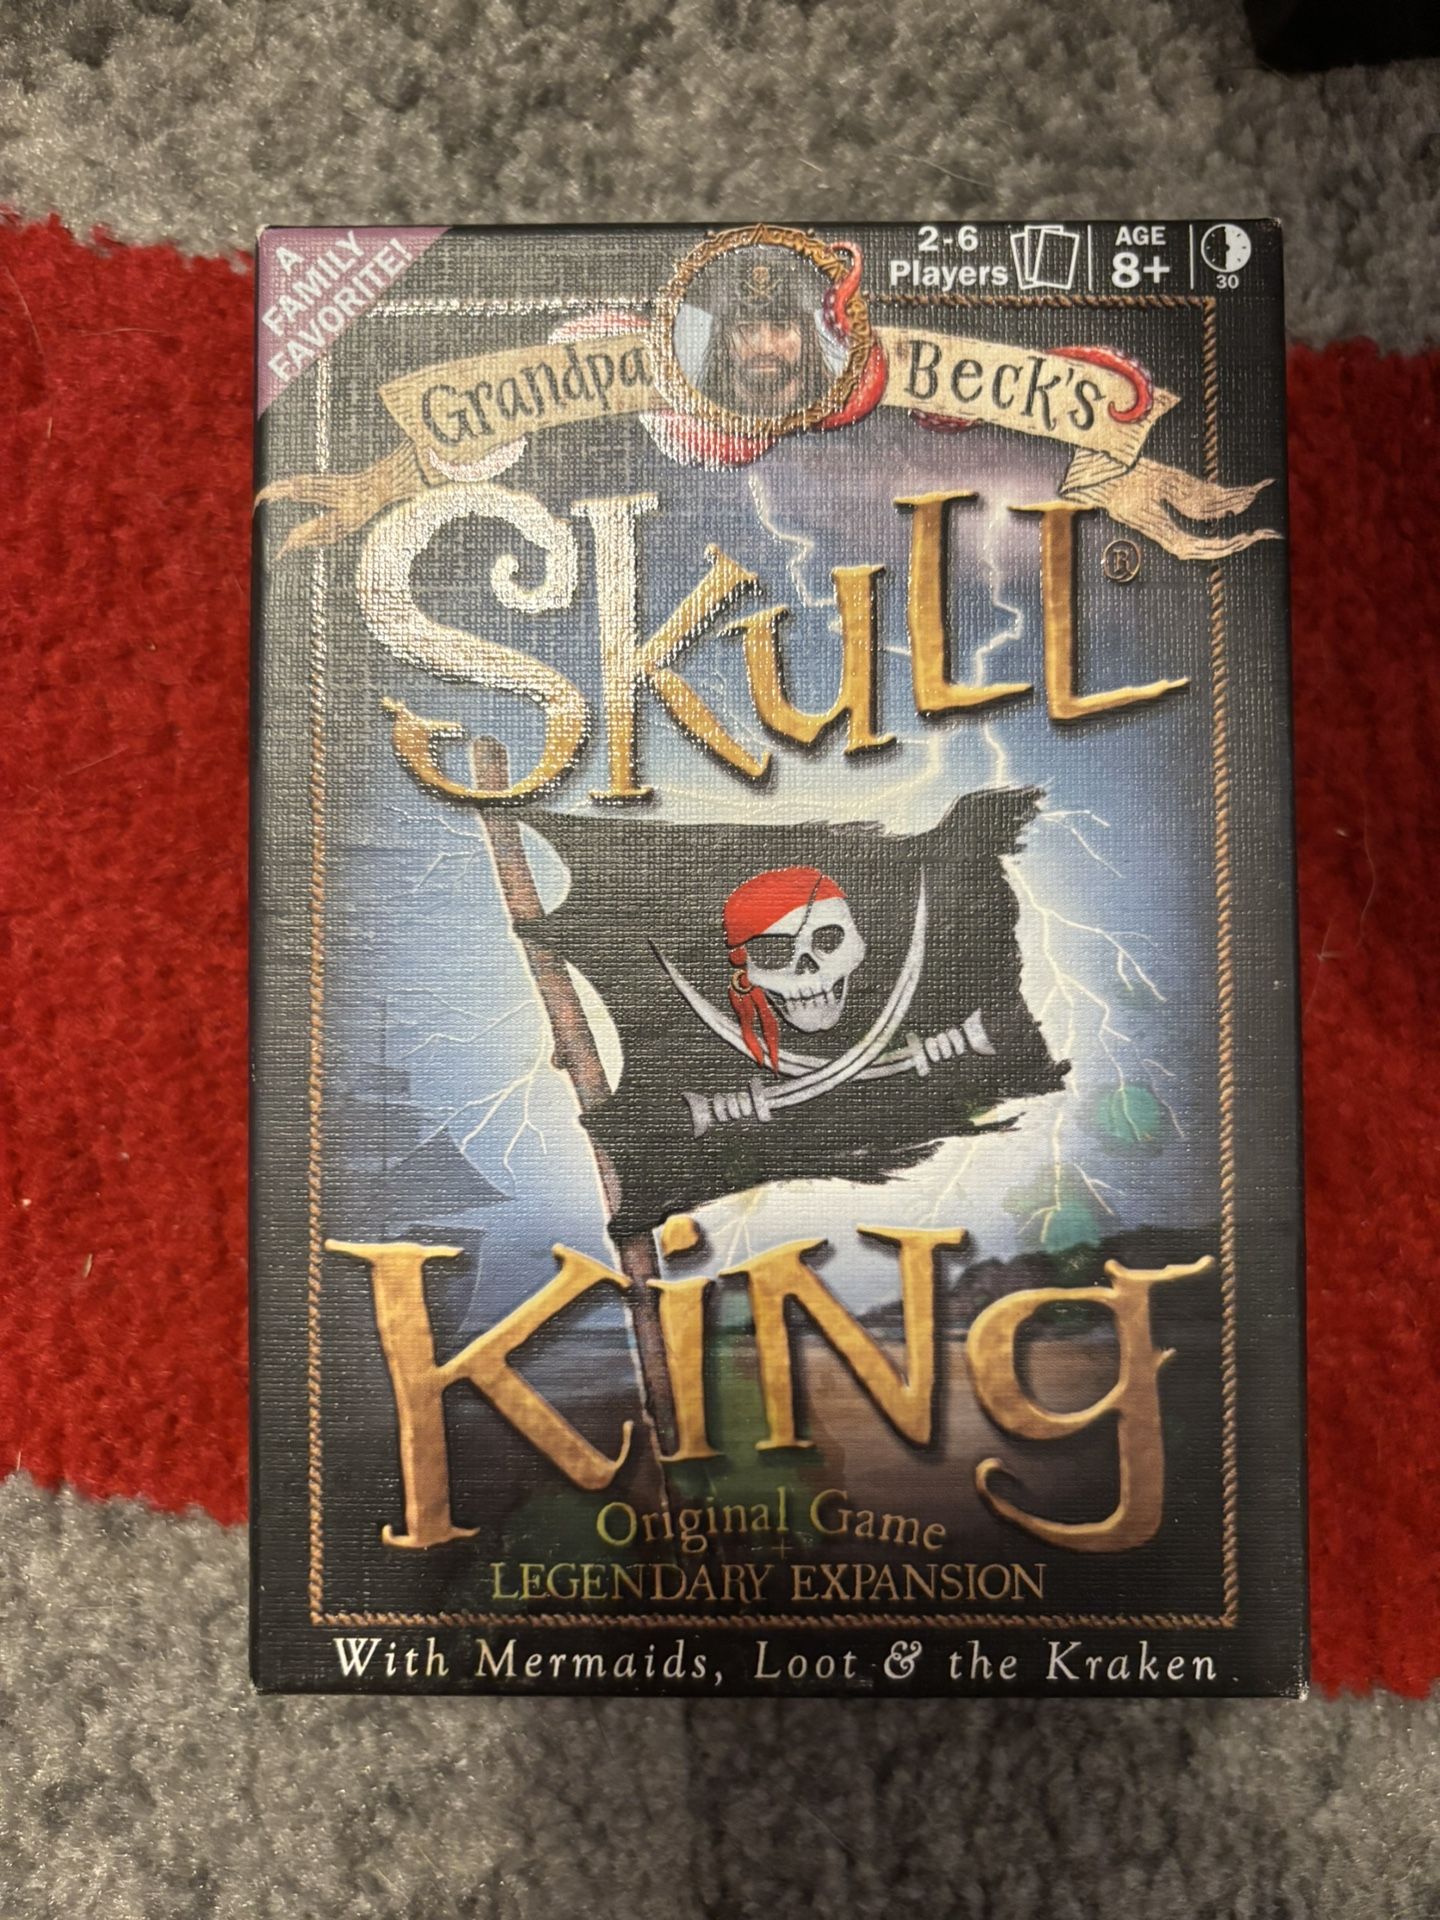 A
FAMILY
FAVORITE!
2-6
Players
AGE
8+
30
Grandpa Beck's
Skull®
King
Original Game
+
LEGENDARY EXPANSION
With Mermaids, Loot & the Kraken